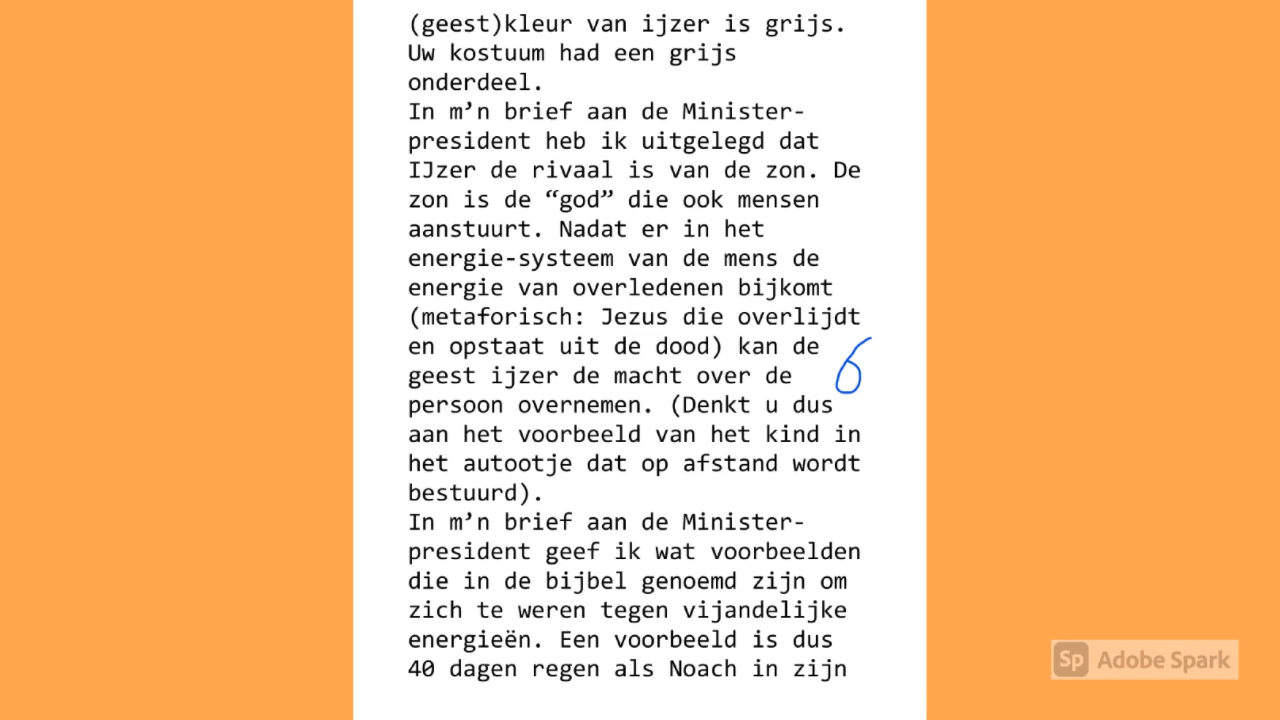 (geest)kleur van ijzer is grijs.
Uw kostuum had een grijs
onderdeel.
In m’n brief aan de Minister-
president heb ik uitgelegd dat
IJzer de rivaal is van de zon. De
zon is de “god” die ook mensen
aanstuurt. Nadat er in het
energie-systeem van de mens de
energie van overledenen bijkomt
(metaforisch: Jezus die overlijdt
en opstaat uit de dood) kan de
geest ijzer de macht over de
6
persoon overnemen. (Denkt u dus
aan het voorbeeld van het kind in
het autootje dat op afstand wordt
bestuurd).
In m’n brief aan de Minister-
president geef ik wat voorbeelden
die in de bijbel genoemd zijn om
zich te weren tegen vijandelijke
energieën. Een voorbeeld is dus
40 dagen regen als Noach in zijn
Sp Adobe Spark